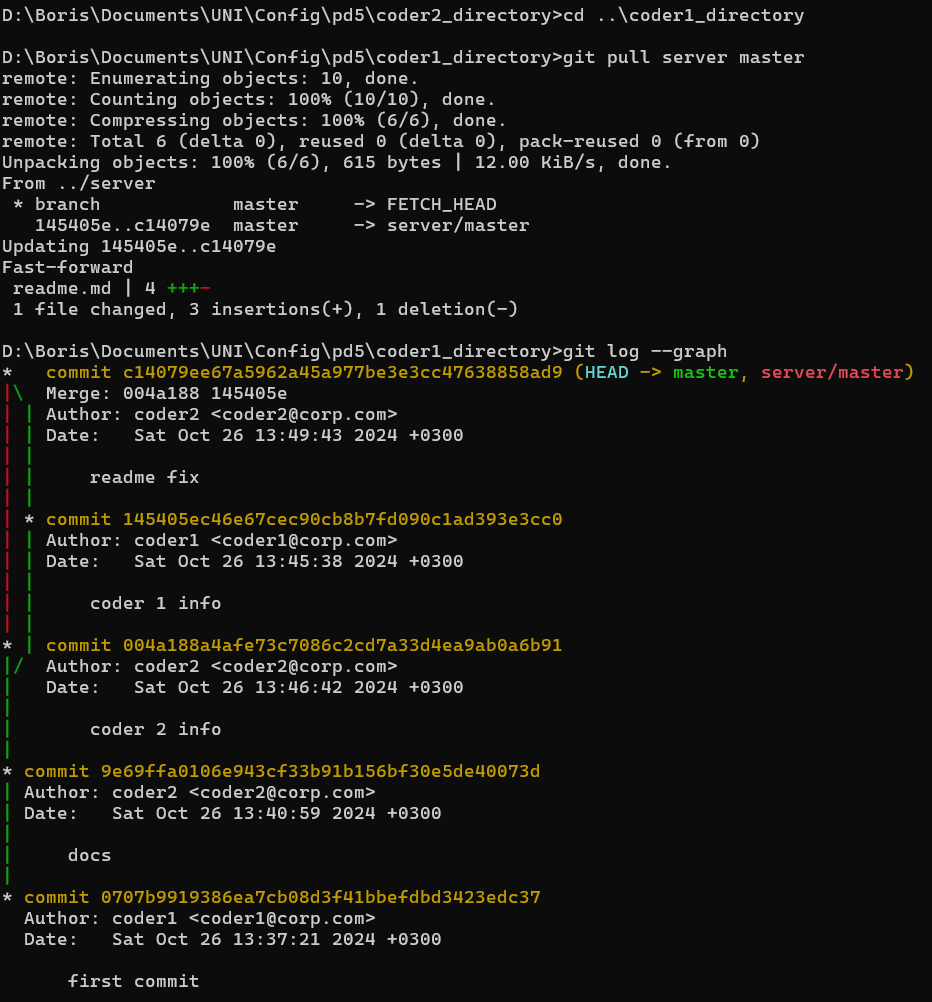 D:\Boris\Documents\UNI\Config\pd5\coder2_directory>cd ..\coder1_directory

D:\Boris\Documents\UNI\Config\pd5\coder1_directory>git pull server master
remote: Enumerating objects: 10, done.
remote: Counting objects: 100% (10/10), done.
remote: Compressing objects: 100% (6/6), done.
remote: Total 6 (delta 0), reused 0 (delta 0), pack-reused 0 (from 0)
Unpacking objects: 100% (6/6), 615 bytes | 12.00 KiB/s, done.
From ../server
 * branch            master     -> FETCH_HEAD
   145405e..c14079e  master     -> server/master
Updating 145405e..c14079e
Fast-forward
 readme.md | 4 +++-
 1 file changed, 3 insertions(+), 1 deletion(-)

D:\Boris\Documents\UNI\Config\pd5\coder1_directory>git log --graph
*   commit c14079ee67a5962a45a977be3e3cc47638858ad9 (HEAD -> master, server/master)
|\  Merge: 004a188 145405e
| | Author: coder2 <coder2@corp.com>
| | Date:   Sat Oct 26 13:49:43 2024 +0300
| |
| |     readme fix
| |
| * commit 145405ec46e67cec90cb8b7fd090c1ad393e3cc0
| | Author: coder1 <coder1@corp.com>
| | Date:   Sat Oct 26 13:45:38 2024 +0300
| |
| |     coder 1 info
| |
* | commit 004a188a4afe73c7086c2cd7a33d4ea9ab0a6b91
|/  Author: coder2 <coder2@corp.com>
|   Date:   Sat Oct 26 13:46:42 2024 +0300
|
|       coder 2 info
|
* commit 9e69ffa0106e943cf33b91b156bf30e5de40073d
| Author: coder2 <coder2@corp.com>
| Date:   Sat Oct 26 13:40:59 2024 +0300
|
|     docs
|
* commit 0707b9919386ea7cb08d3f41bbefdbd3423edc37
  Author: coder1 <coder1@corp.com>
  Date:   Sat Oct 26 13:37:21 2024 +0300

      first commit